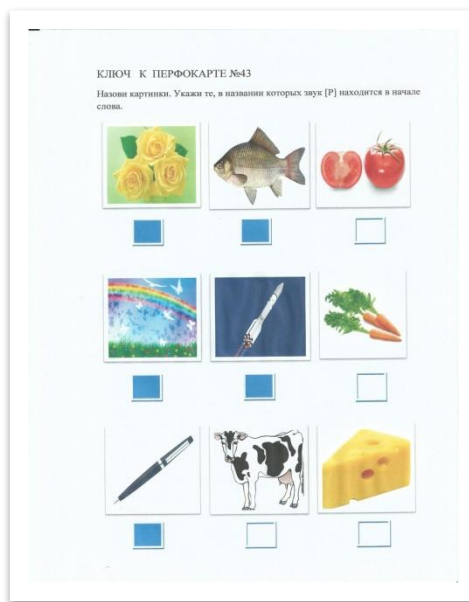 КЛЮЧ К ПЕРФОКАРТЕ №43
Назови картинки. Укажи те, в названии которых звук [Р] находится в начале
слова.